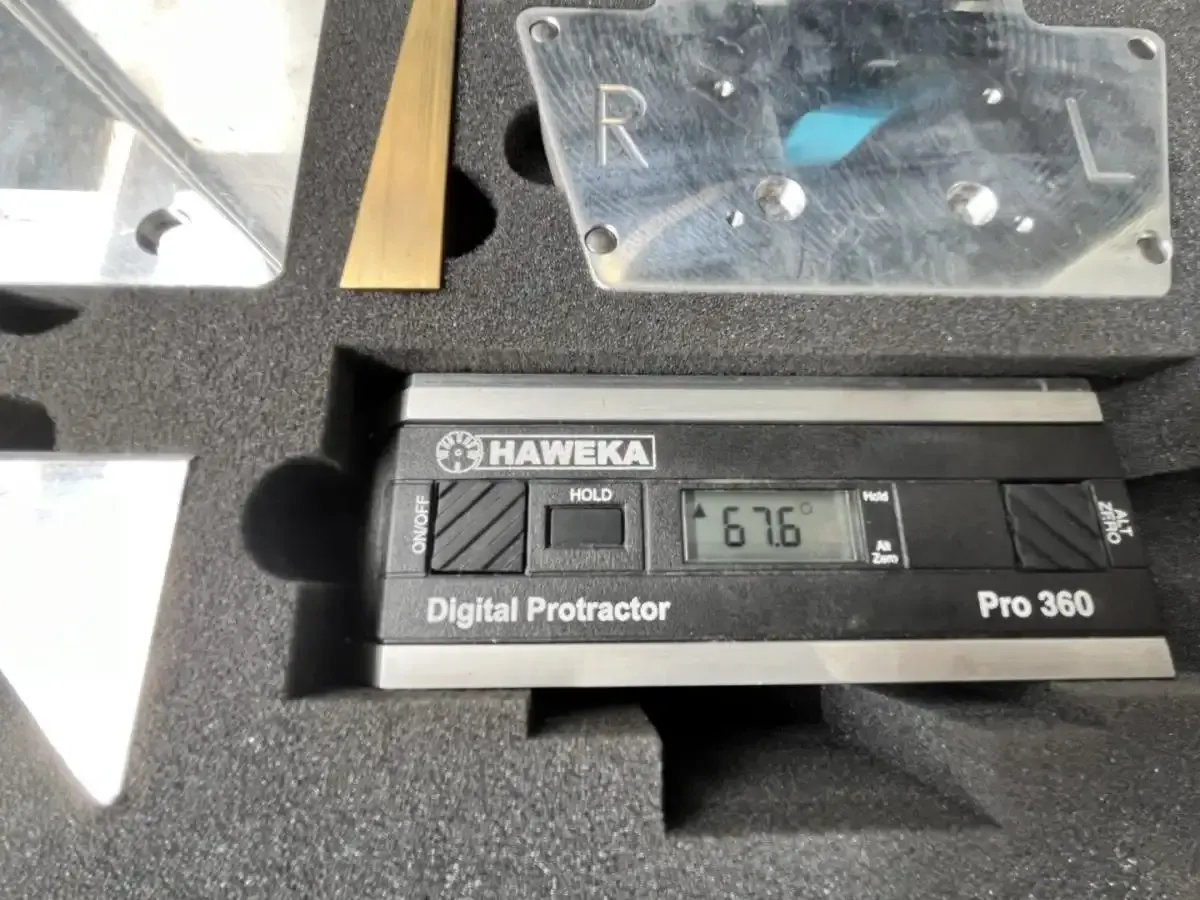 R
L
HAWEKA
ON/OFF
HOLD
67.6°
Hold
Alt
Zero
ALT
ZERO
Digital Protractor
Pro 360